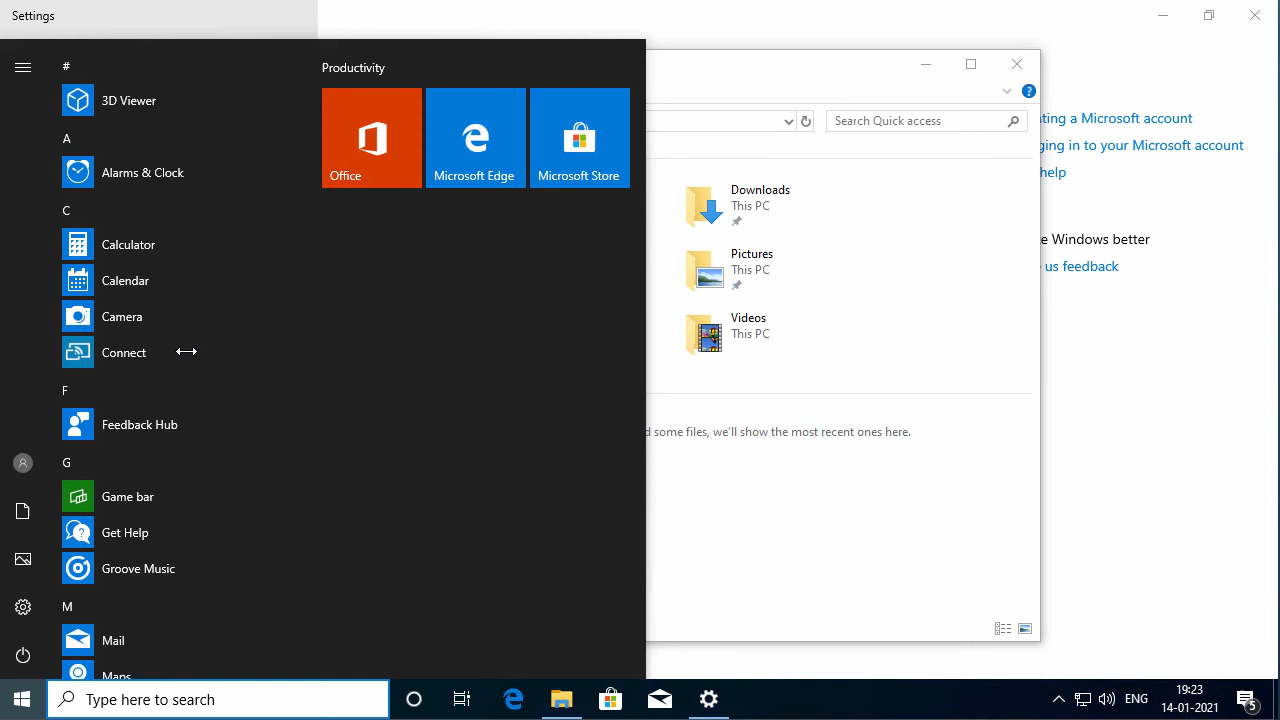 Settings
#
3D Viewer
A
Alarms & Clock
C
Calculator
Calendar
Camera
Connect
F
Feedback Hub
G
Game bar
Get Help
Groove Music
M
Mail
Maps
Productivity
Office
Microsoft Edge
Microsoft Store
Search Quick access
Downloads
This PC
Pictures
This PC
Videos
This PC
some files, we'll show the most recent ones here.
a Microsoft account
in to your Microsoft account
help
Windows better
us feedback
Type here to search
ENG
19:23
14-01-2021
5